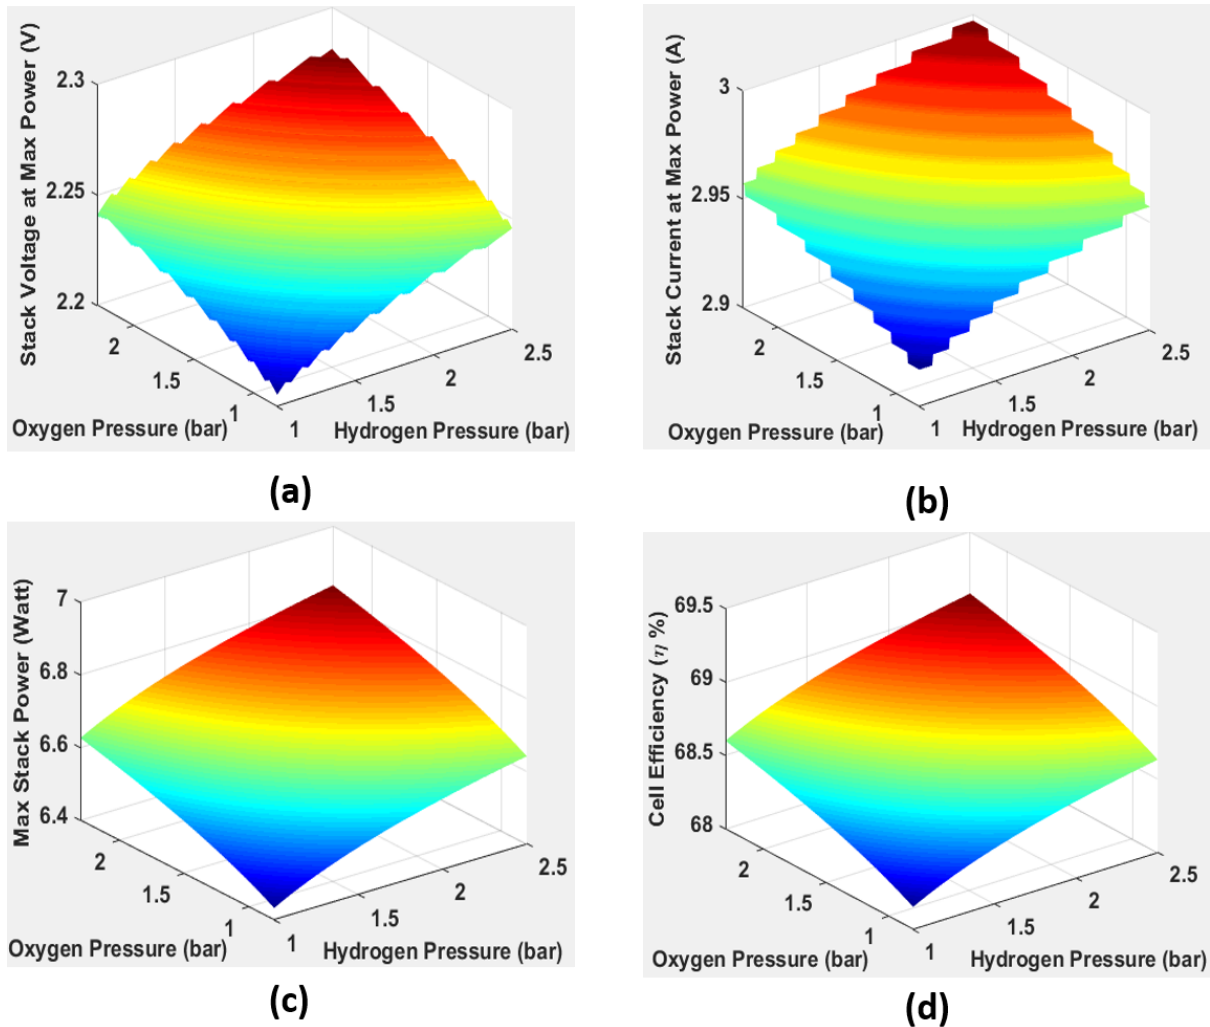 Stack Voltage at Max Power (V)
2.3
2.25
2.2
2
1.5
1
Oxygen Pressure (bar)
1
1.5
2
2.5
Hydrogen Pressure (bar)
(a)
Stack Current at Max Power (A)
3
2.95
2.9
2
1.5
1
Oxygen Pressure (bar)
1
1.5
2
2.5
Hydrogen Pressure (bar)
(b)
Max Stack Power (Watt)
7
6.8
6.6
6.4
2
1.5
1
Oxygen Pressure (bar)
1
1.5
2
2.5
Hydrogen Pressure (bar)
(c)
Cell Efficiency (η %)
69.5
69
68.5
68
2
1.5
1
Oxygen Pressure (bar)
1
1.5
2
2.5
Hydrogen Pressure (bar)
(d)